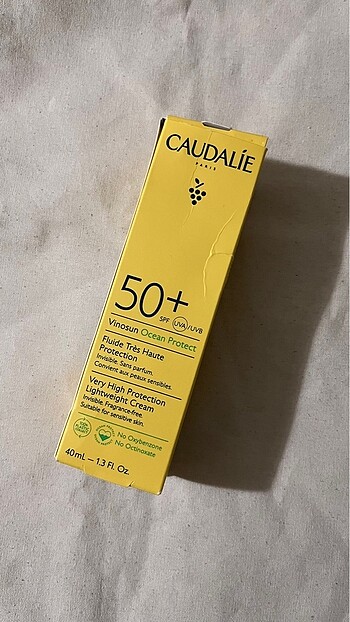 CAUDALÍE
PARIS
50+
SPF UVA/UVB
Vinosun Ocean Protect
Fluide Très Haute
Protection
Invisible. Sans parfum.
Convient aux peaux sensibles.
Very High Protection
Lightweight Cream
Invisible. Fragrance-free.
Suitable for sensitive skin.
No Oxybenzone
No Octinoxate
40mL – 1.3 Fl. Oz.